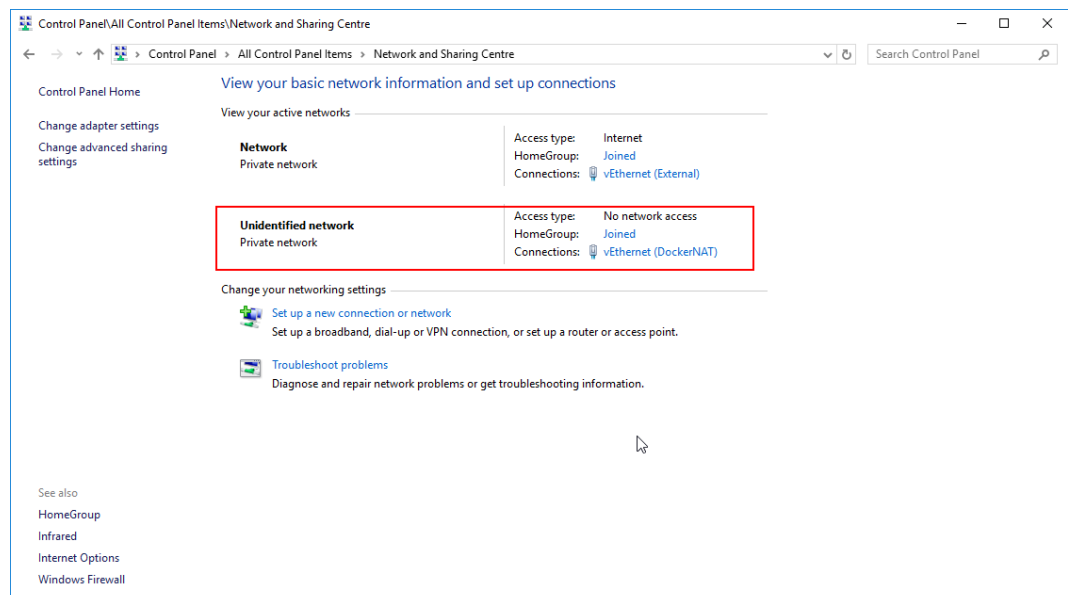 Control Panel\All Control Panel Items\Network and Sharing Centre
Control Panel > All Control Panel Items > Network and Sharing Centre
Search Control Panel
Control Panel Home
Change adapter settings
Change advanced sharing
settings
View your basic network information and set up connections
View your active networks
Network
Private network
Access type: Internet
HomeGroup: Joined
Connections: vEthernet (External)
Unidentified network
Private network
Access type: No network access
HomeGroup: Joined
Connections: vEthernet (DockerNAT)
Change your networking settings
Set up a new connection or network
Set up a broadband, dial-up or VPN connection, or set up a router or access point.
Troubleshoot problems
Diagnose and repair network problems or get troubleshooting information.
See also
HomeGroup
Infrared
Internet Options
Windows Firewall